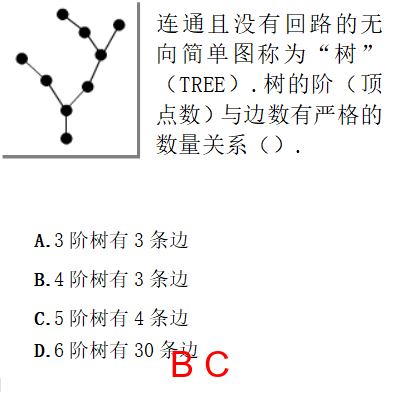 连通且没有回路的无
向简单图称为“树”
（TREE）.树的阶（顶
点数）与边数有严格的
数量关系（）.
A.3阶树有3条边
B.4阶树有3条边
C.5阶树有4条边
D.6阶树有30条边
B C